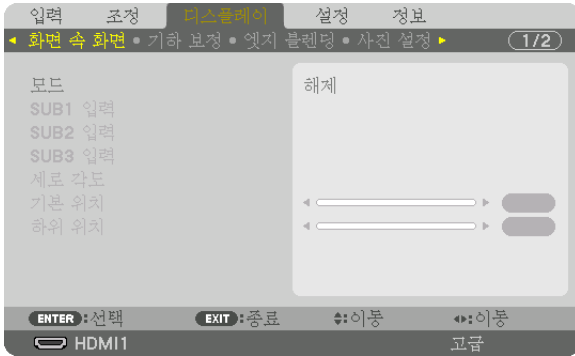 입력 조정 디스플레이 설정 정보
화면 속 화면 • 기하 보정 • 엣지 블렌딩 • 사진 설정 1/2
모드 해제
SUB1 입력
SUB2 입력
SUB3 입력
세로 각도
기본 위치
하위 위치
ENTER :선택 EXIT :종료 :이동 :이동
HDMI1 고급